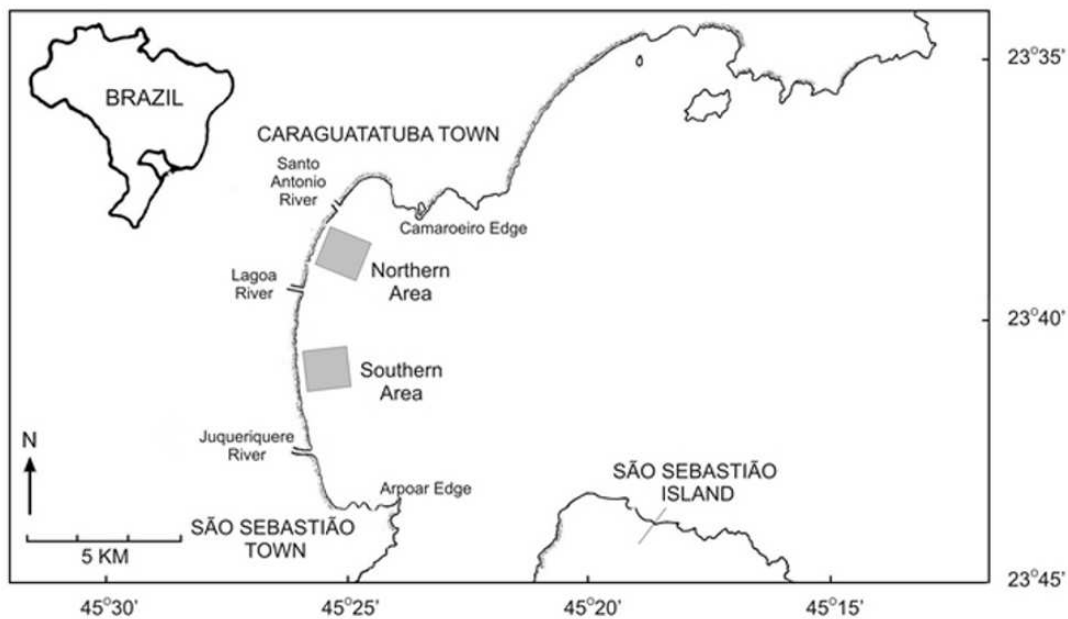 BRAZIL
23°35'
CARAGUATATUBA TOWN
Santo
Antonio
River
Camaroeiro Edge
Lagoa
River
Northern
Area
23°40'
Southern
Area
N
Juqueriquere
River
Arpoar Edge
SÃO SEBASTIÃO
ISLAND
SÃO SEBASTIÃO
TOWN
5 KM
23°45'
45°30'
45°25'
45°20'
45°15'